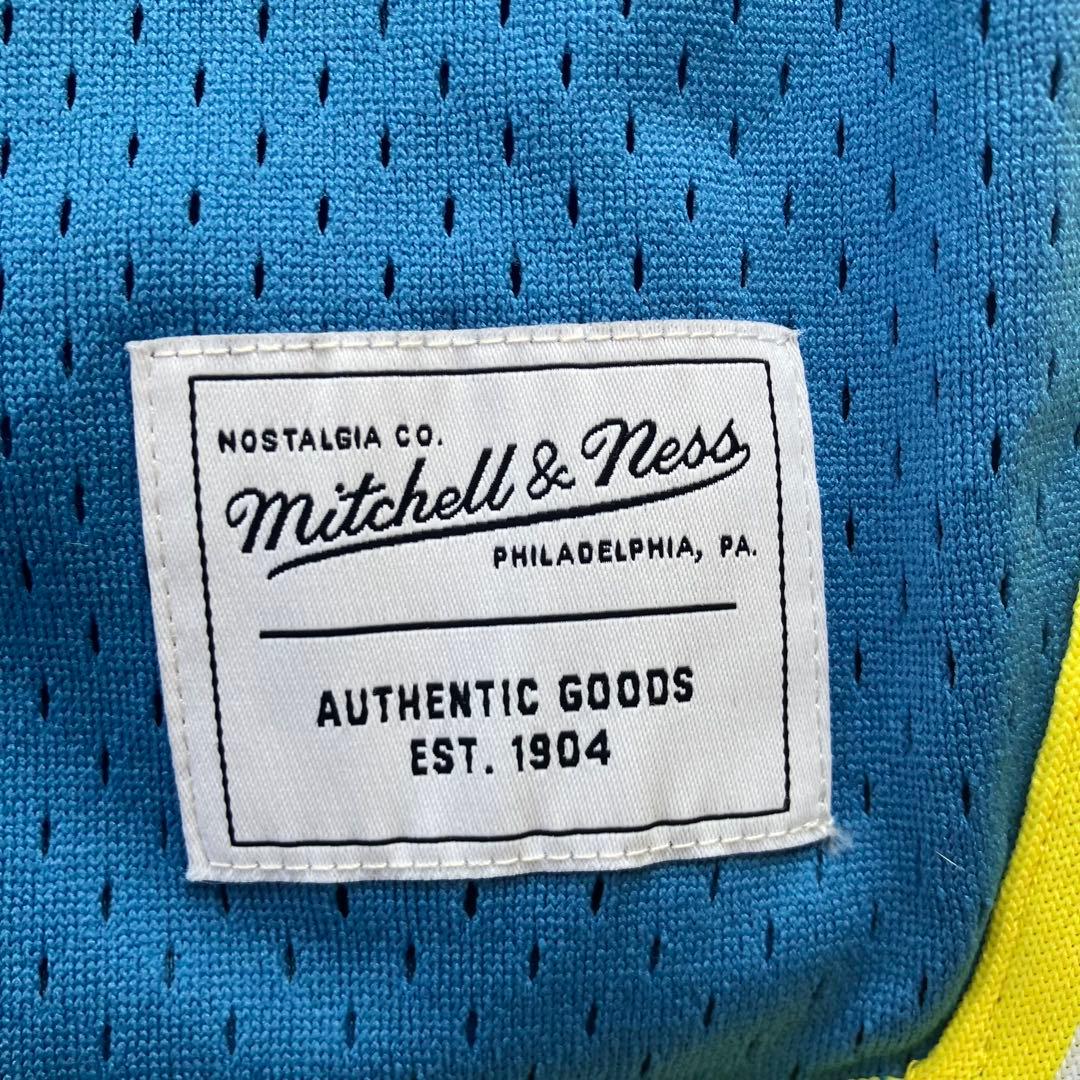 NOSTALGIA CO.
Mitchell & Ness
PHILADELPHIA, PA.
AUTHENTIC GOODS
EST. 1904